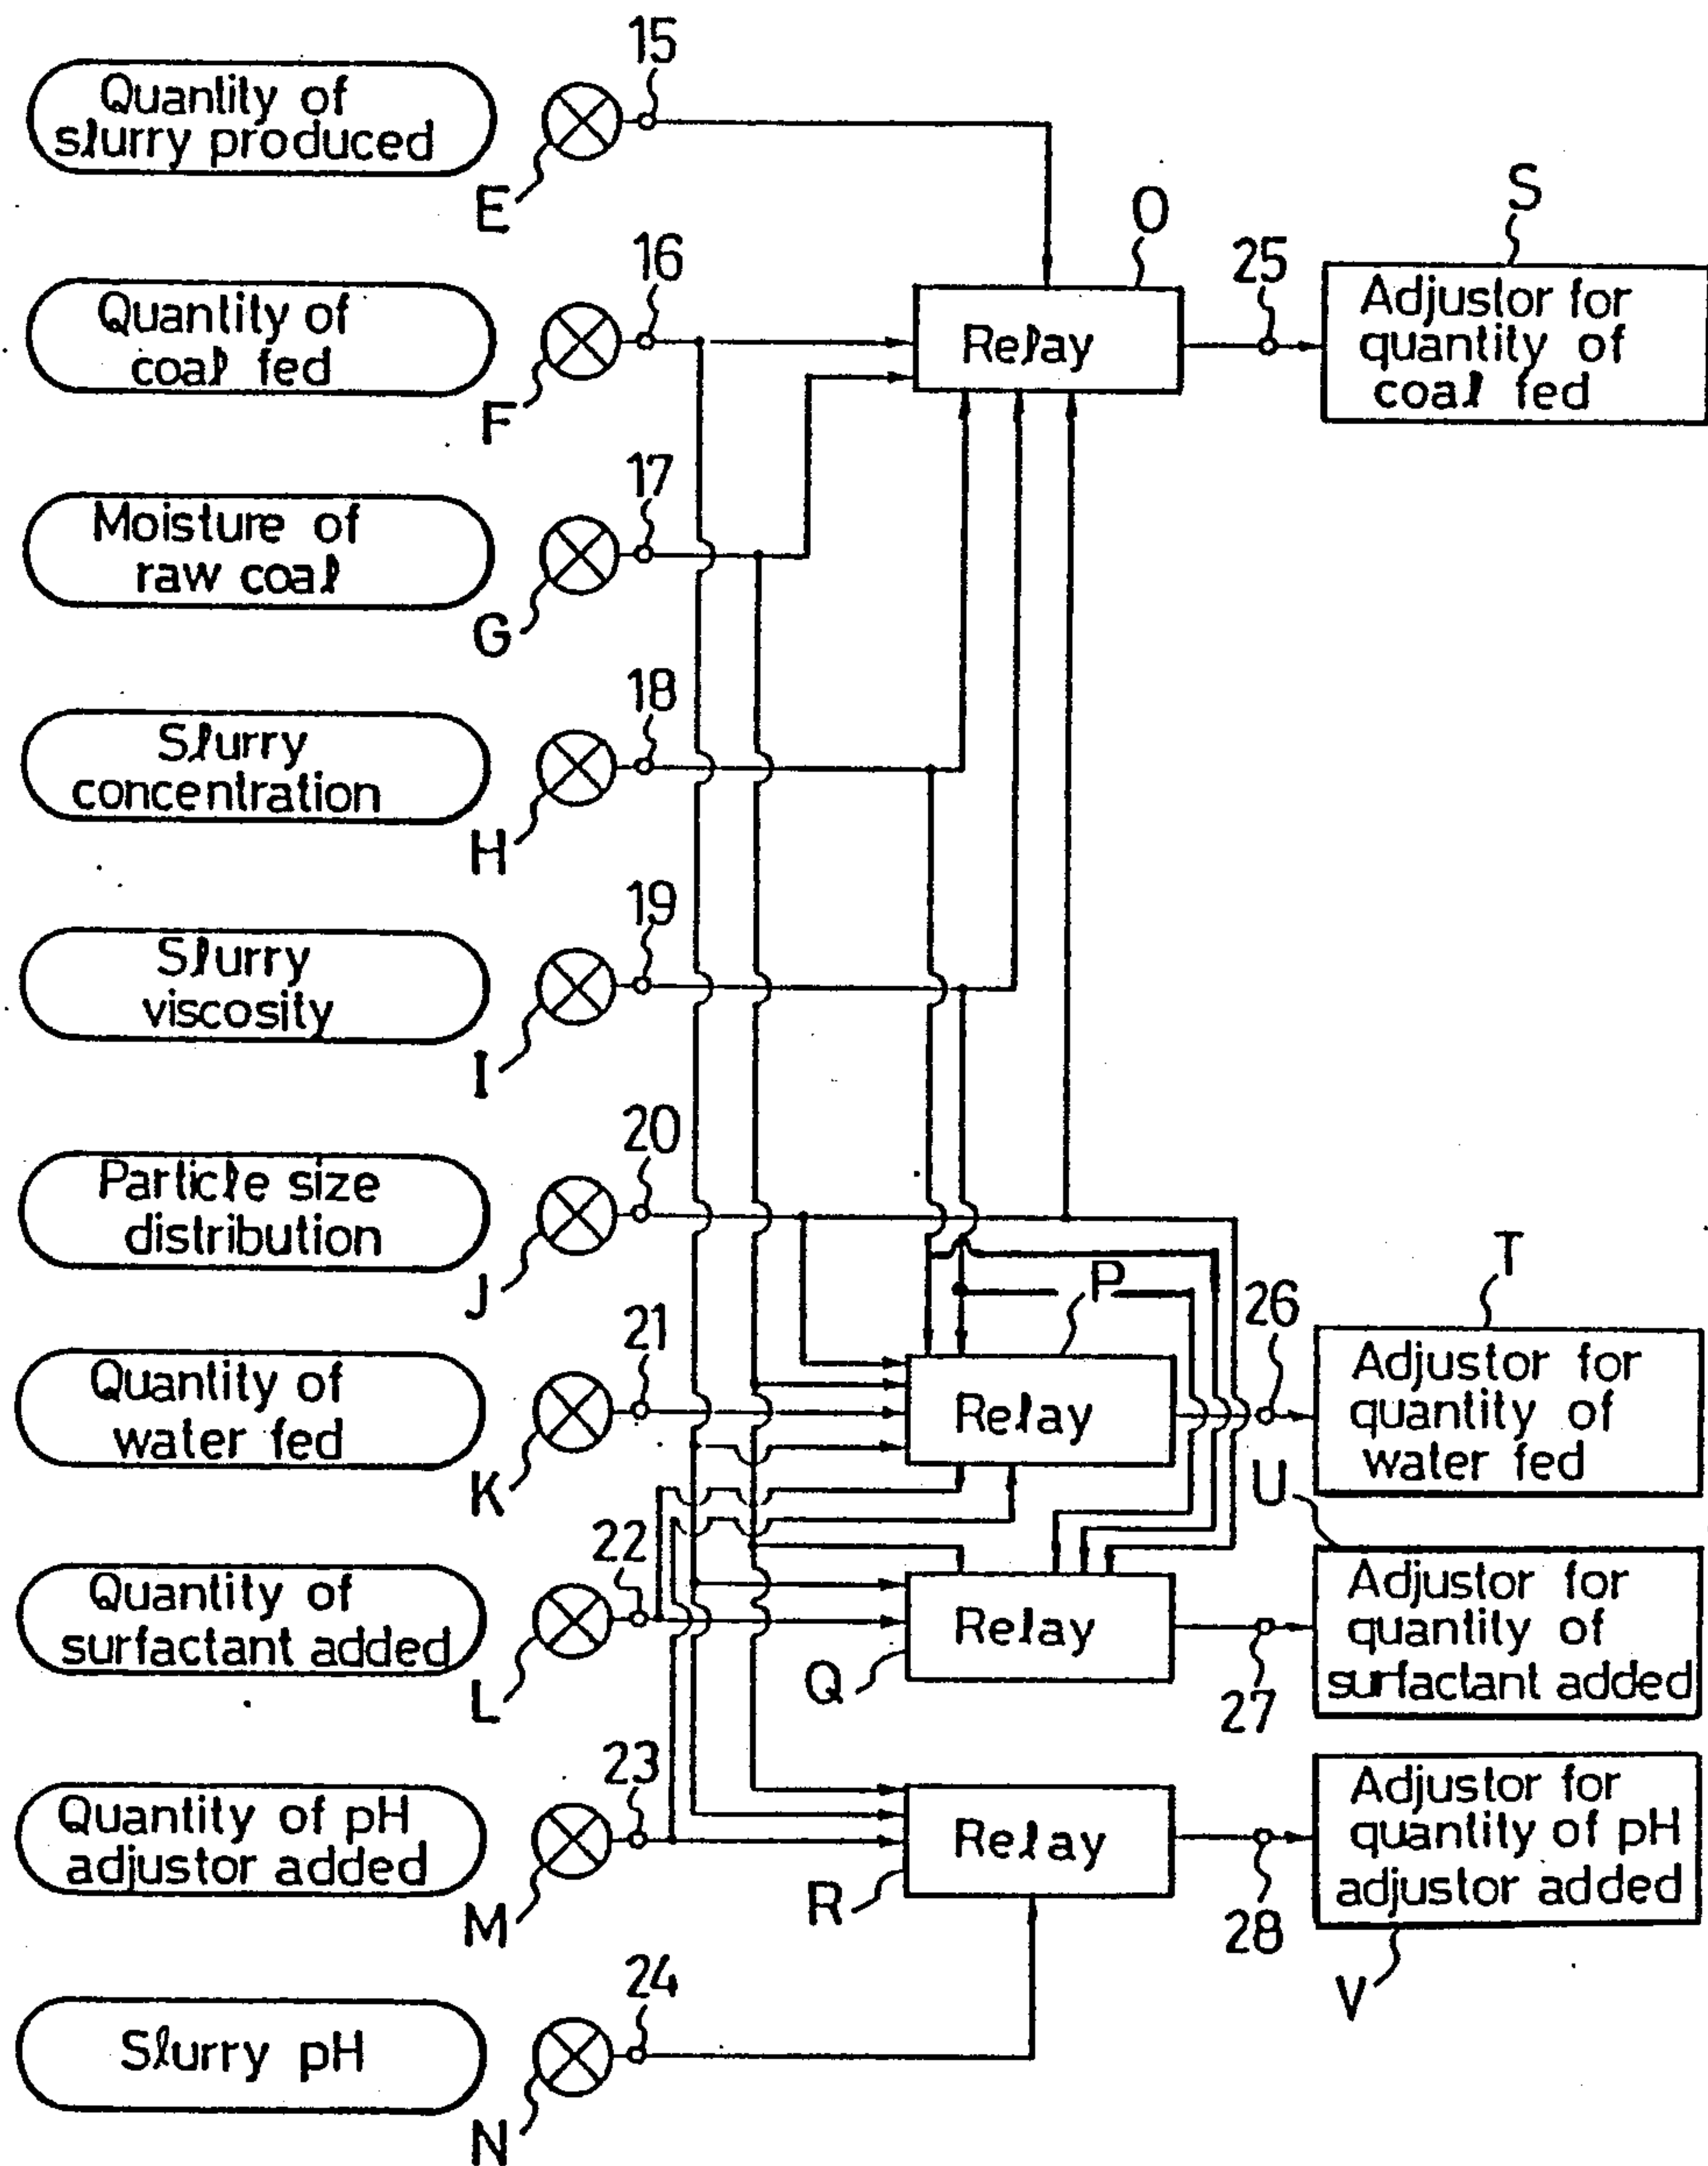 15
Quantity of
slurry produced
E
S
O
16
25
Quantity of
coal fed
F
Relay
Adjustor for
quantity of
coal fed
17
Moisture of
raw coal
G
18
Slurry
concentration
H
19
Slurry
viscosity
I
20
Particle size
distribution
J
T
P
26
21
Quantity of
water fed
K
Relay
Adjustor for
quantity of
water fed
U
22
Quantity of
surfactant added
L
Relay
Q
27
Adjustor for
quantity of
surfactant added
23
Quantity of pH
adjustor added
M
Relay
R
28
Adjustor for
quantity of pH
adjustor added
V
24
Slurry pH
N